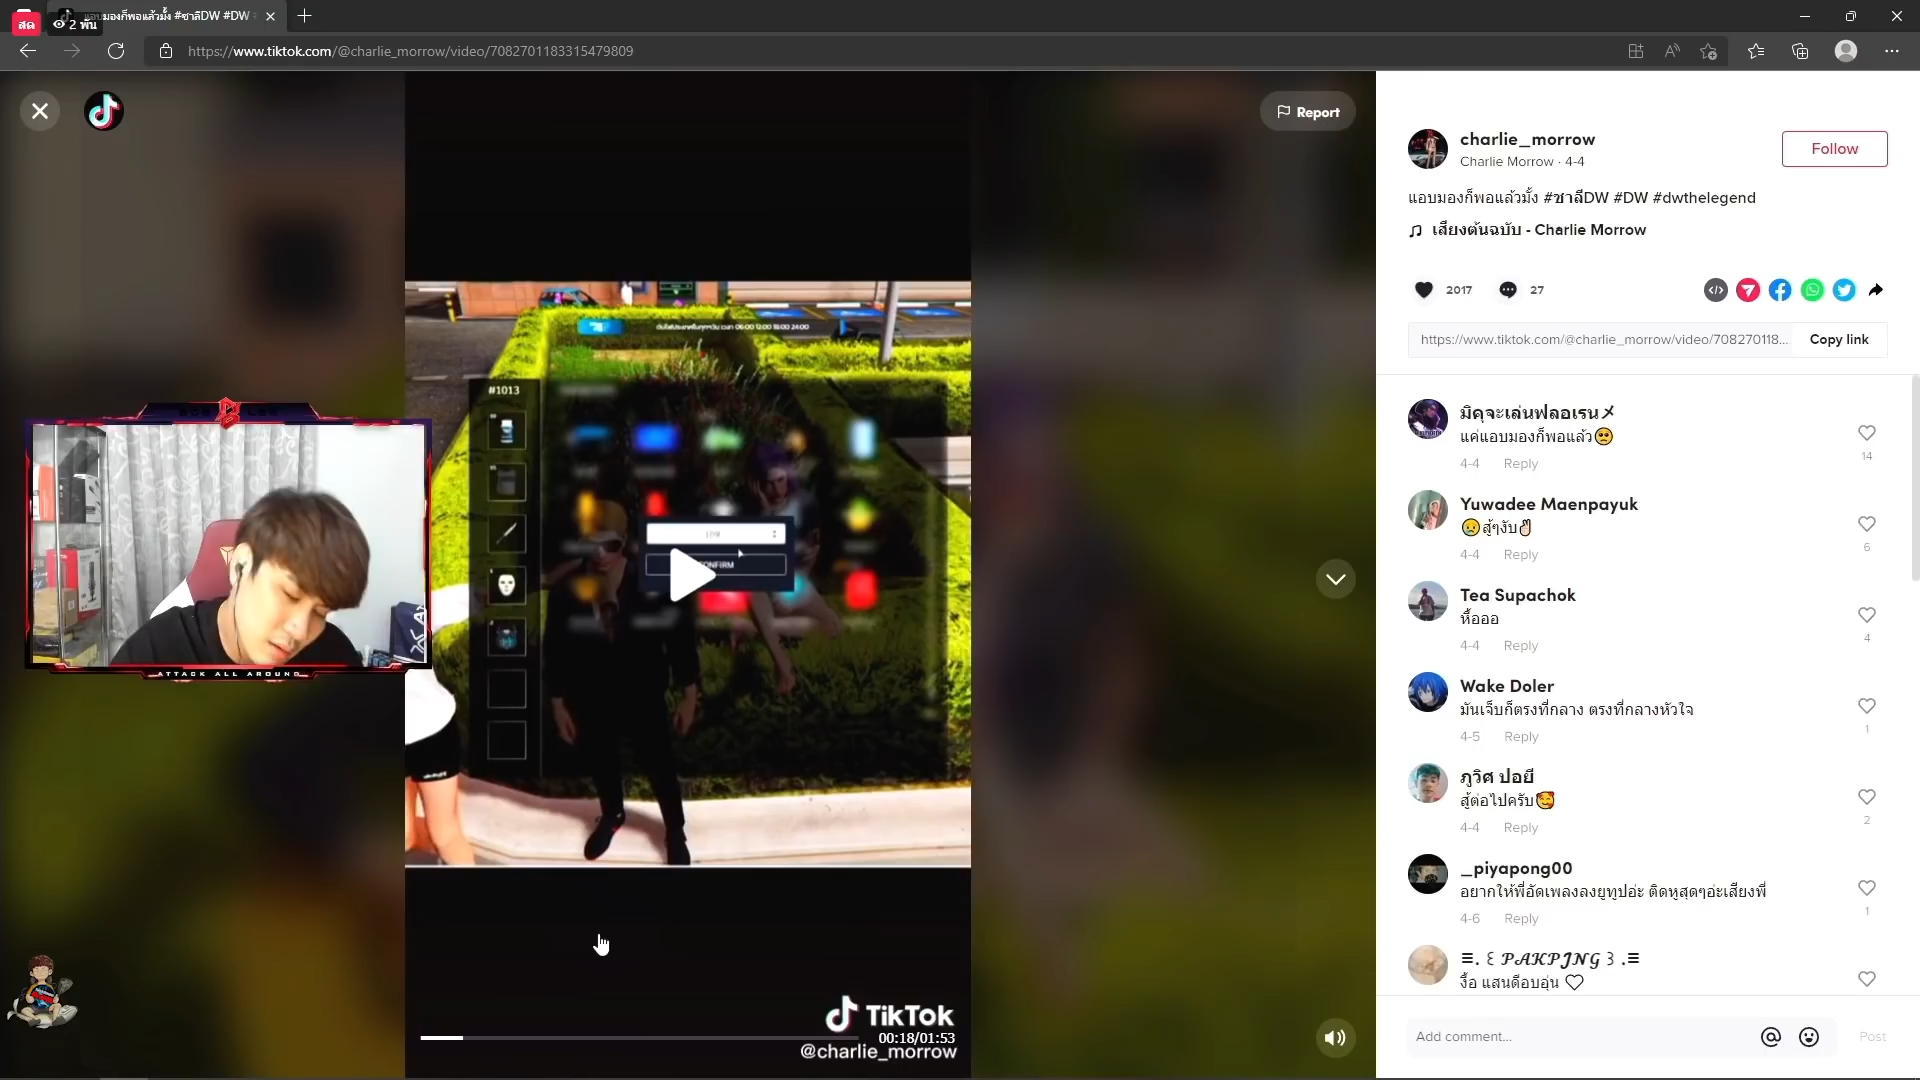 สด 2 พัน
แอบมองก็พอแล้วมั้ง #ชาลีDW #DW
https://www.tiktok.com/@charlie_morrow/video/7082701183315479809
Report
charlie_morrow
Charlie Morrow · 4-4
Follow
แอบมองก็พอแล้วมั้ง #ชาลีDW #DW #dwthelegend
เสียงต้นฉบับ - Charlie Morrow
2017
27
https://www.tiktok.com/@charlie_morrow/video/708270118...
Copy link
#1013
CONFIRM
ATTACK ALL AROUND
มิคุจะเล่นฟลอเรนメ
แค่แอบมองก็พอแล้ว🥺
14
4-4 Reply
Yuwadee Maenpayuk
😥สู้ๆงับ✌🏻
6
4-4 Reply
Tea Supachok
หื้อออ
4
4-4 Reply
Wake Doler
มันเจ็บก็ตรงที่กลาง ตรงที่กลางหัวใจ
1
4-5 Reply
ภูวิศ ปอยี
สู้ต่อไปครับ🥰
2
4-4 Reply
_piyapong00
อยากให้พี่อัดเพลงลงยูทูปอ่ะ ติดหูสุดๆอ่ะเสียงพี่
1
4-6 Reply
≡. ꒰ 𝓟𝓐𝓚𝓟𝓙𝓝𝓖 ꒱ .≡
งื้อ แสนดีอบอุ่น ♡
TikTok
00:18/01:53
@charlie_morrow
Add comment...
Post